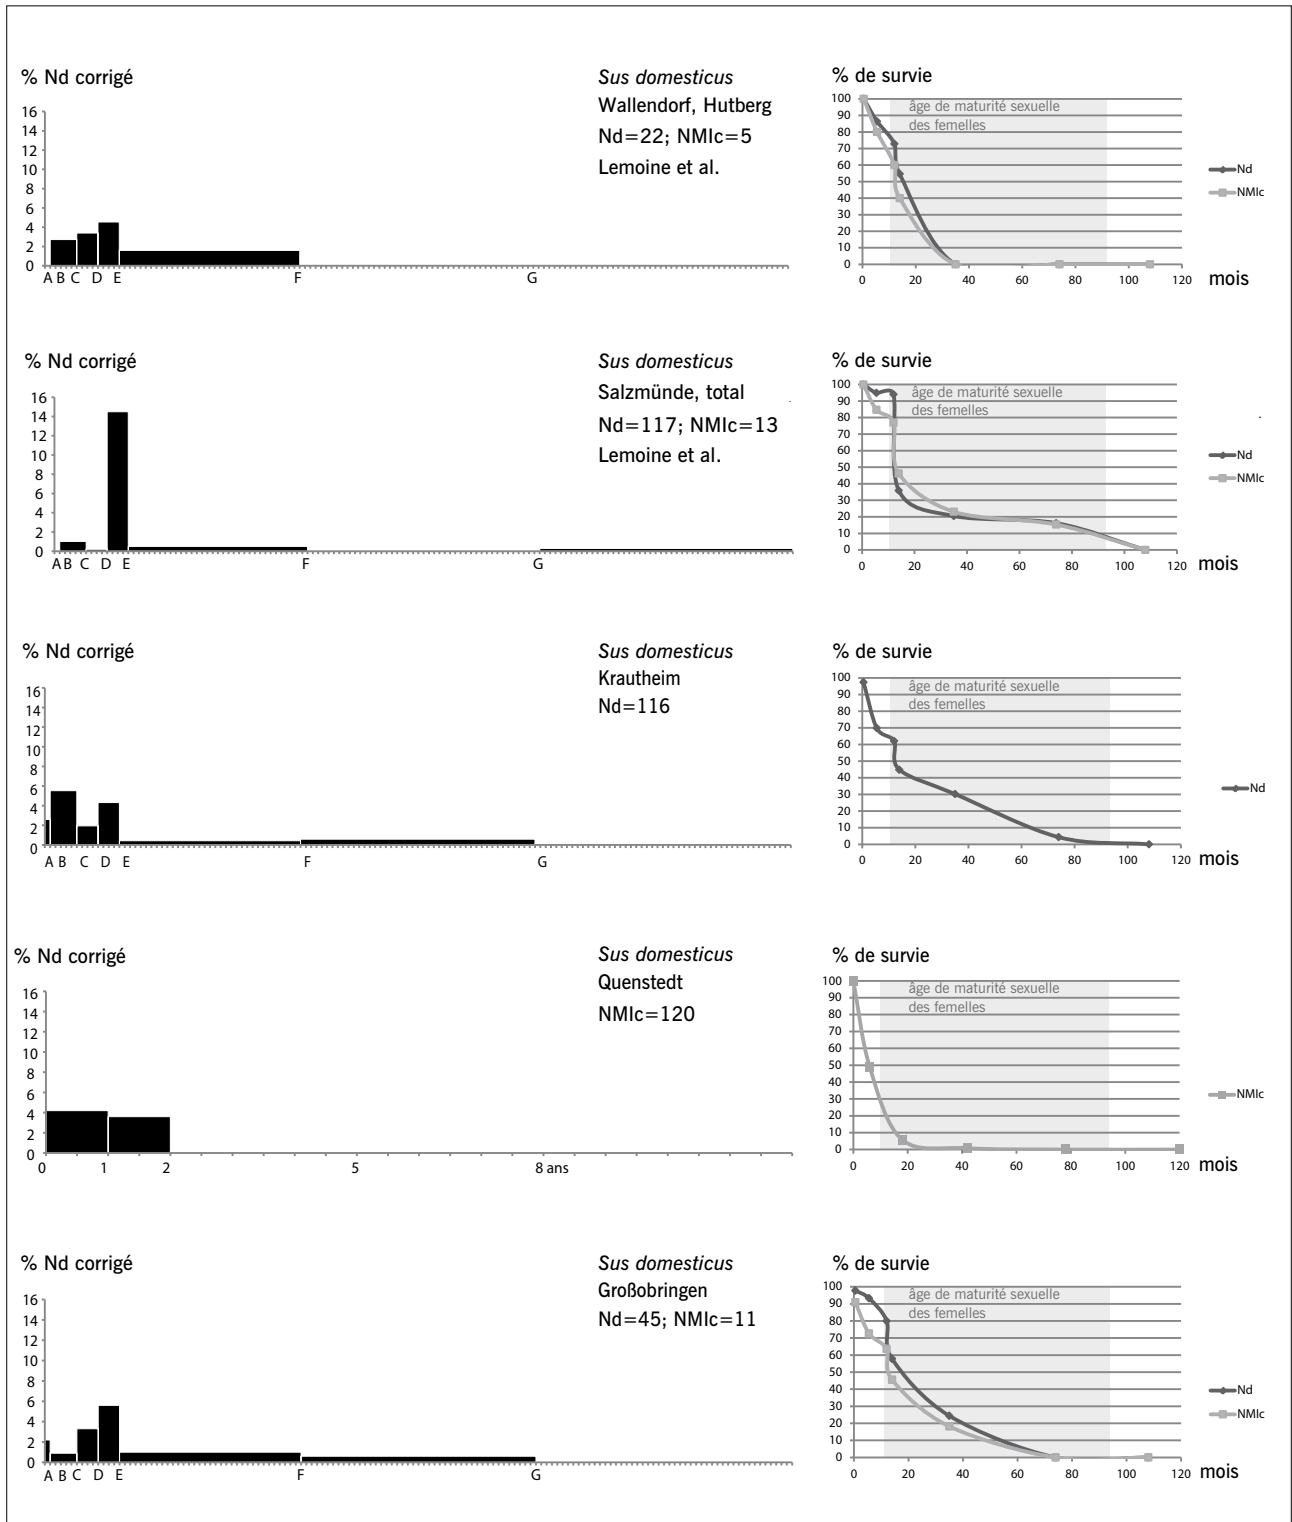 % Nd corrigé
16
14
12
10
8
6
4
2
0
A B C D E F G
Sus domesticus
Wallendorf, Hutberg
Nd=22; NMIc=5
Lemoine et al.
% de survie
100
90
80
70
60
50
40
30
20
10
0
âge de maturité sexuelle
des femelles
0 20 40 60 80 100 120 mois
Nd
NMIc
% Nd corrigé
16
14
12
10
8
6
4
2
0
A B C D E F G
Sus domesticus
Salzmünde, total
Nd=117; NMIc=13
Lemoine et al.
% de survie
100
90
80
70
60
50
40
30
20
10
0
âge de maturité sexuelle
des femelles
0 20 40 60 80 100 120 mois
Nd
NMIc
% Nd corrigé
16
14
12
10
8
6
4
2
0
A B C D E F G
Sus domesticus
Krautheim
Nd=116
% de survie
100
90
80
70
60
50
40
30
20
10
0
âge de maturité sexuelle
des femelles
0 20 40 60 80 100 120 mois
Nd
% Nd corrigé
16
14
12
10
8
6
4
2
0
0 1 2 5 8 ans
Sus domesticus
Quenstedt
NMIc=120
% de survie
100
90
80
70
60
50
40
30
20
10
0
âge de maturité sexuelle
des femelles
0 20 40 60 80 100 120 mois
NMIc
% Nd corrigé
16
14
12
10
8
6
4
2
0
A B C D E F G
Sus domesticus
Großobringen
Nd=45; NMIc=11
% de survie
100
90
80
70
60
50
40
30
20
10
0
âge de maturité sexuelle
des femelles
0 20 40 60 80 100 120 mois
Nd
NMIc